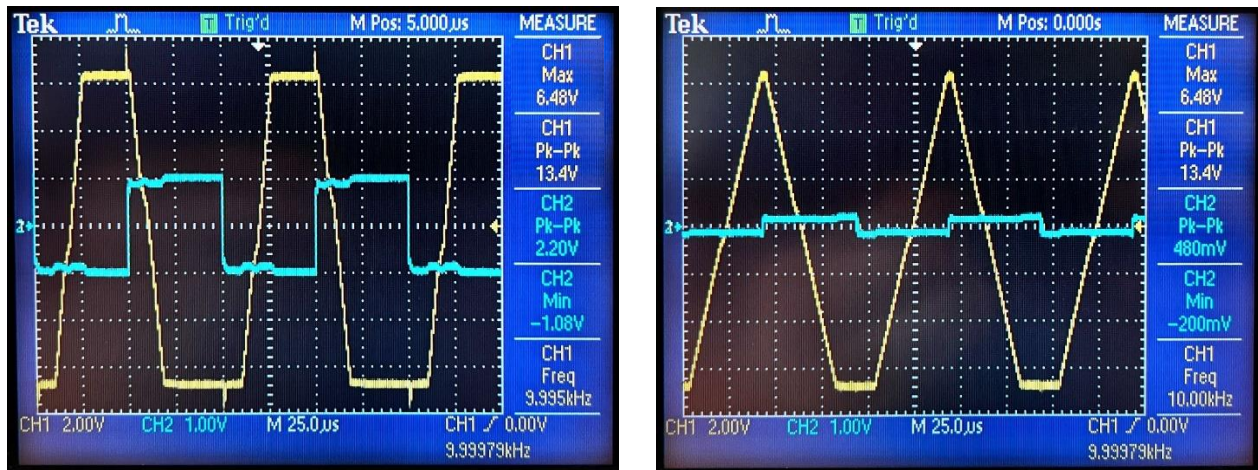 Tek T Trig'd M Pos: 5.000µs MEASURE
CH1
Max
6.48V
CH1
Pk-Pk
13.4V
2
CH2
Pk-Pk
2.20V
CH2
Min
-1.08V
CH1
Freq
9.995kHz
CH1 2.00V CH2 1.00V M 25.0µs CH1 / 0.00V
9.99979kHz
Tek T Trig'd M Pos: 0.000s MEASURE
CH1
Max
6.48V
CH1
Pk-Pk
13.4V
2
CH2
Pk-Pk
480mV
CH2
Min
-200mV
CH1
Freq
10.00kHz
CH1 2.00V CH2 1.00V M 25.0µs CH1 / 0.00V
9.99979kHz